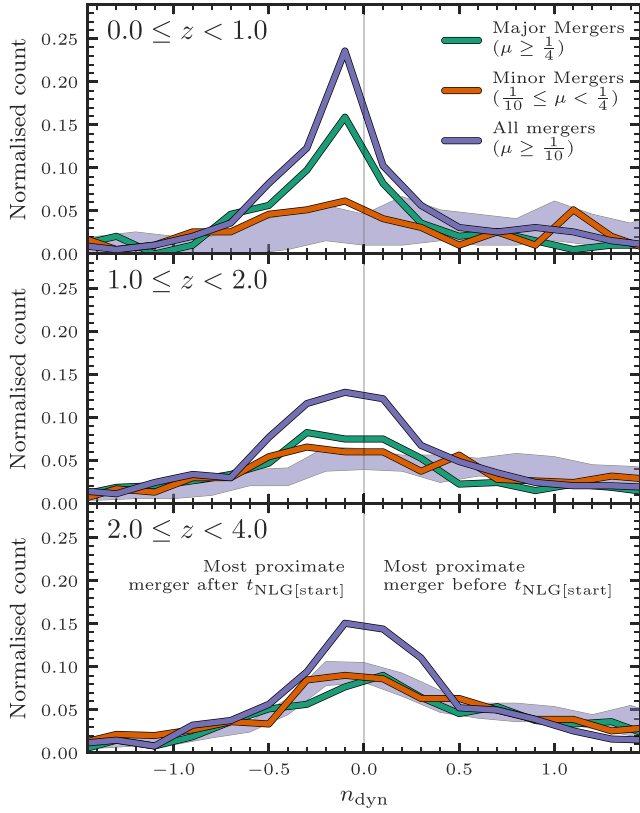 0.0 ≤ z < 1.0
Major Mergers
(μ ≥ 1/4)
Minor Mergers
(1/10 ≤ μ < 1/4)
All mergers
(μ ≥ 1/10)
Normalised count
0.25
0.20
0.15
0.10
0.05
0.00
1.0 ≤ z < 2.0
Normalised count
0.25
0.20
0.15
0.10
0.05
0.00
2.0 ≤ z < 4.0
Most proximate
merger after t_NLG[start]
Most proximate
merger before t_NLG[start]
Normalised count
0.25
0.20
0.15
0.10
0.05
0.00
−1.0 −0.5 0.0 0.5 1.0
n_dyn